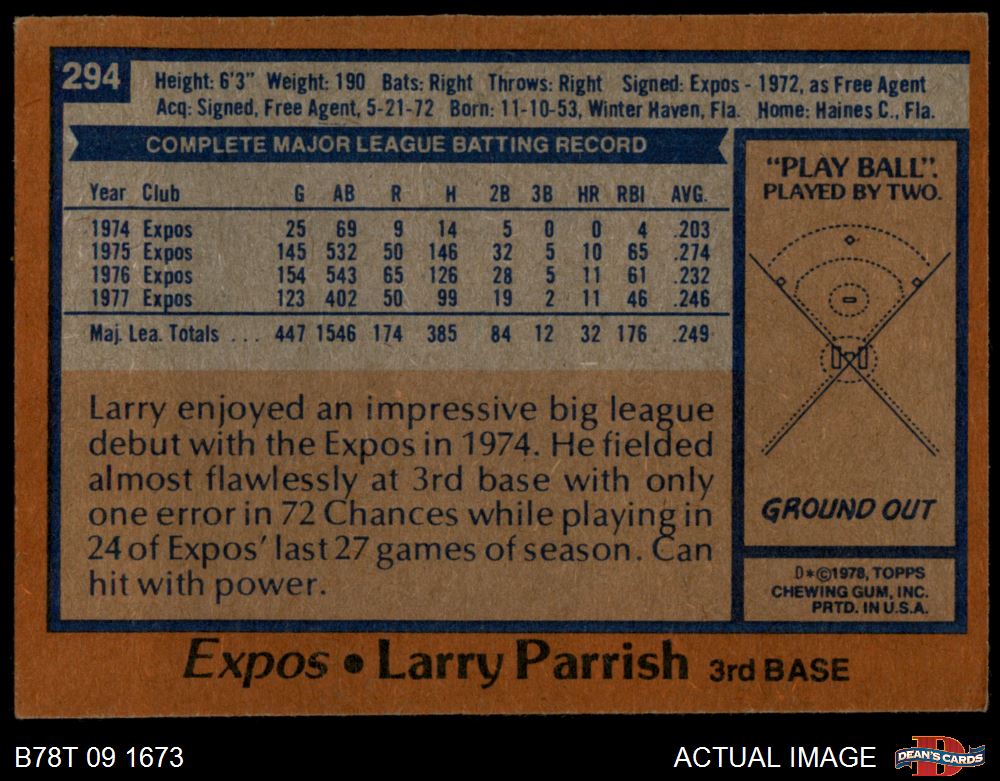 294
Height: 6'3" Weight: 190 Bats: Right Throws: Right Signed: Expos - 1972, as Free Agent
Acq: Signed, Free Agent, 5-21-72 Born: 11-10-53, Winter Haven, Fla. Home: Haines C., Fla.
COMPLETE MAJOR LEAGUE BATTING RECORD
Year Club G AB R H 2B 3B HR RBI AVG.
1974 Expos 25 69 9 14 5 0 0 4 .203
1975 Expos 145 532 50 146 32 5 10 65 .274
1976 Expos 154 543 65 126 28 5 11 61 .232
1977 Expos 123 402 50 99 19 2 11 46 .246
Maj. Lea. Totals . . . 447 1546 174 385 84 12 32 176 .249
Larry enjoyed an impressive big league
debut with the Expos in 1974. He fielded
almost flawlessly at 3rd base with only
one error in 72 Chances while playing in
24 of Expos' last 27 games of season. Can
hit with power.
"PLAY BALL".
PLAYED BY TWO.
GROUND OUT
D*©1978, TOPPS
CHEWING GUM, INC.
PRTD. IN U.S.A.
Expos • Larry Parrish 3rd BASE
B78T 09 1673
ACTUAL IMAGE
D
DEAN'S CARDS